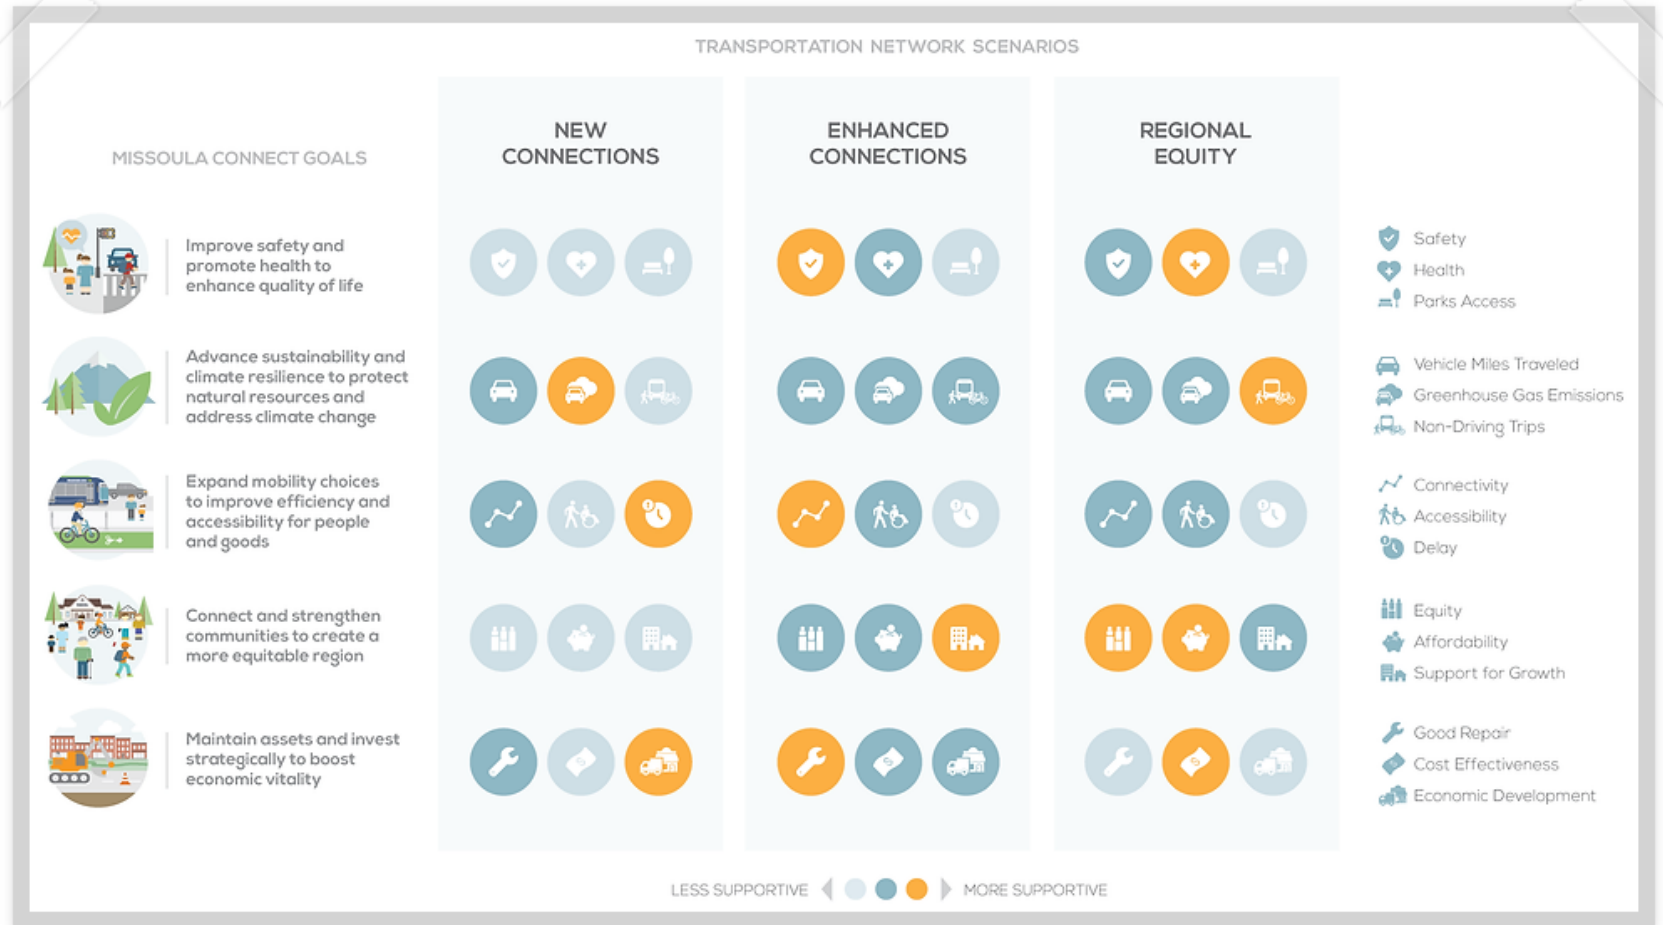 TRANSPORTATION NETWORK SCENARIOS
MISSOULA CONNECT GOALS
NEW
CONNECTIONS
ENHANCED
CONNECTIONS
REGIONAL
EQUITY
Improve safety and
promote health to
enhance quality of life
Safety
Health
Parks Access
Advance sustainability and
climate resilience to protect
natural resources and
address climate change
Vehicle Miles Traveled
Greenhouse Gas Emissions
Non-Driving Trips
Expand mobility choices
to improve efficiency and
accessibility for people
and goods
Connectivity
Accessibility
Delay
Connect and strengthen
communities to create a
more equitable region
Equity
Affordability
Support for Growth
Maintain assets and invest
strategically to boost
economic vitality
Good Repair
Cost Effectiveness
Economic Development
LESS SUPPORTIVE MORE SUPPORTIVE